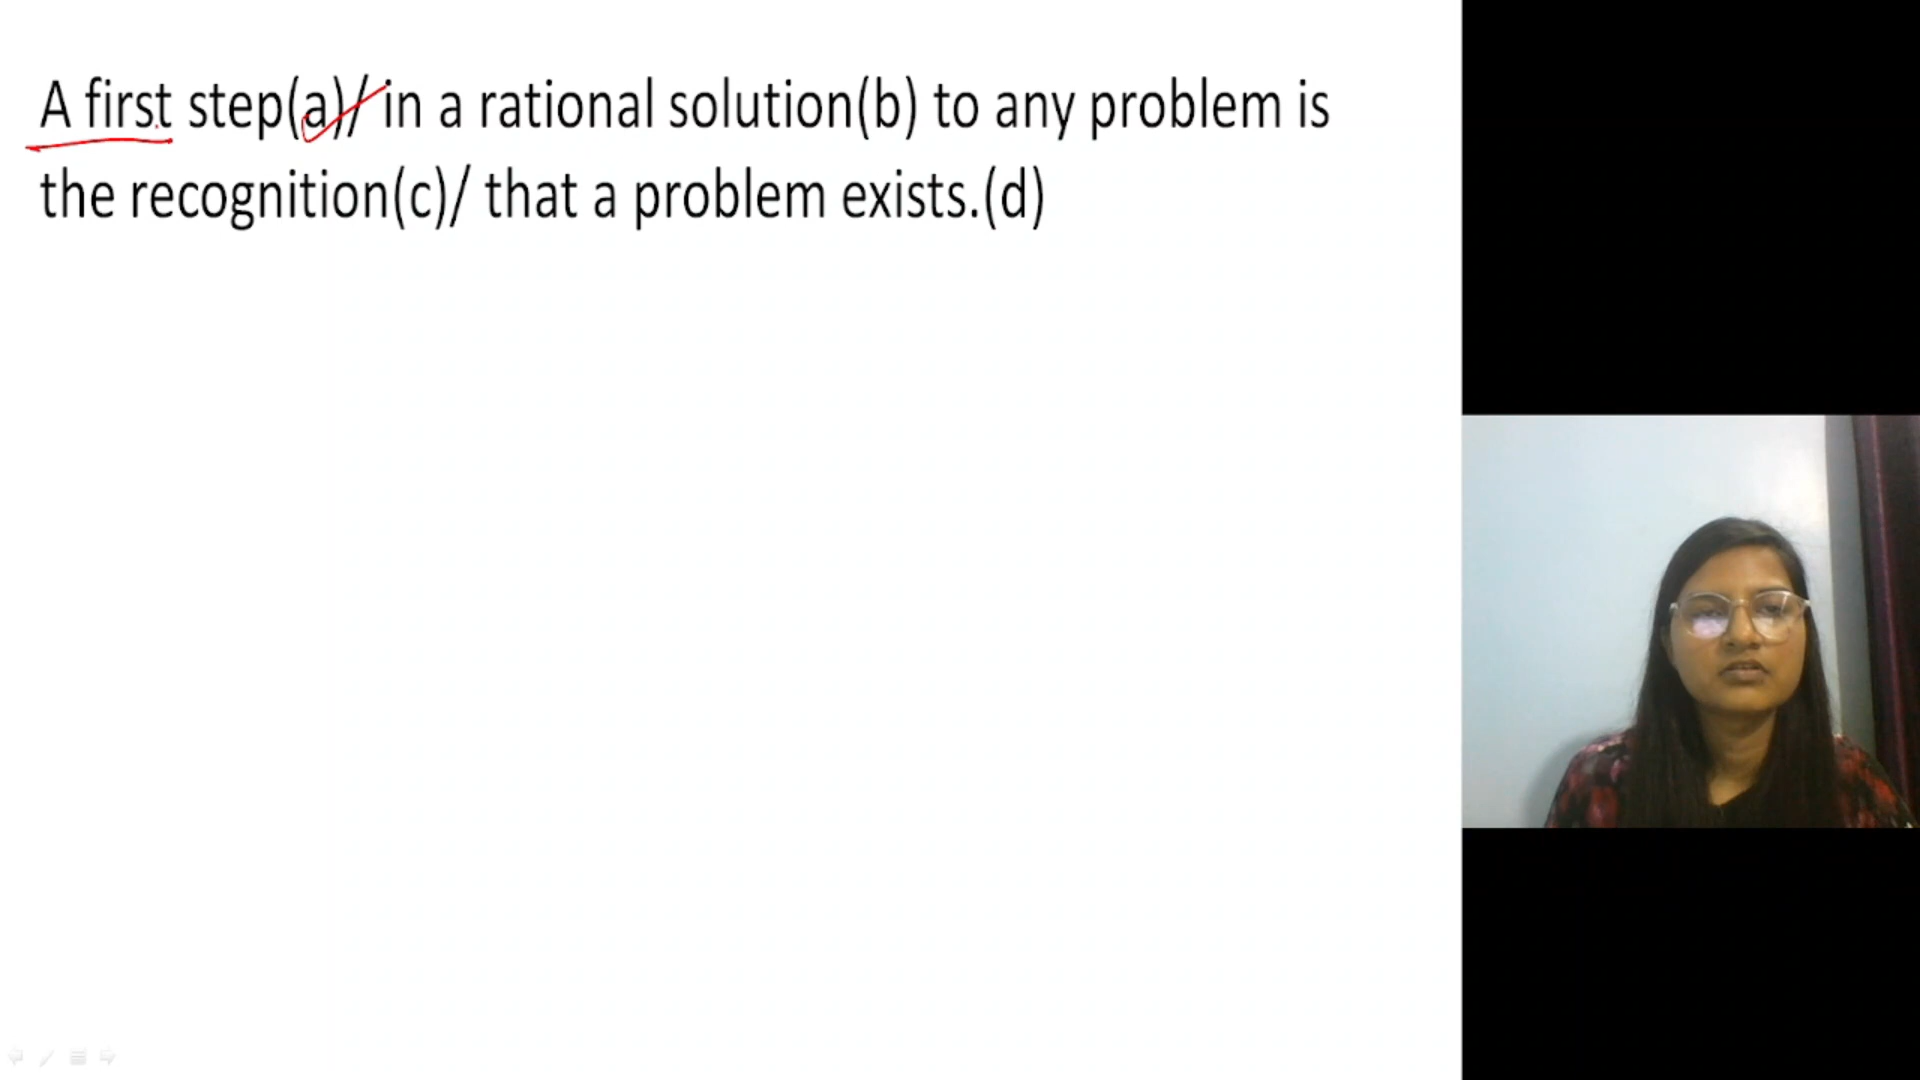 A first step(a)/ in a rational solution(b) to any problem is
the recognition(c)/ that a problem exists.(d)